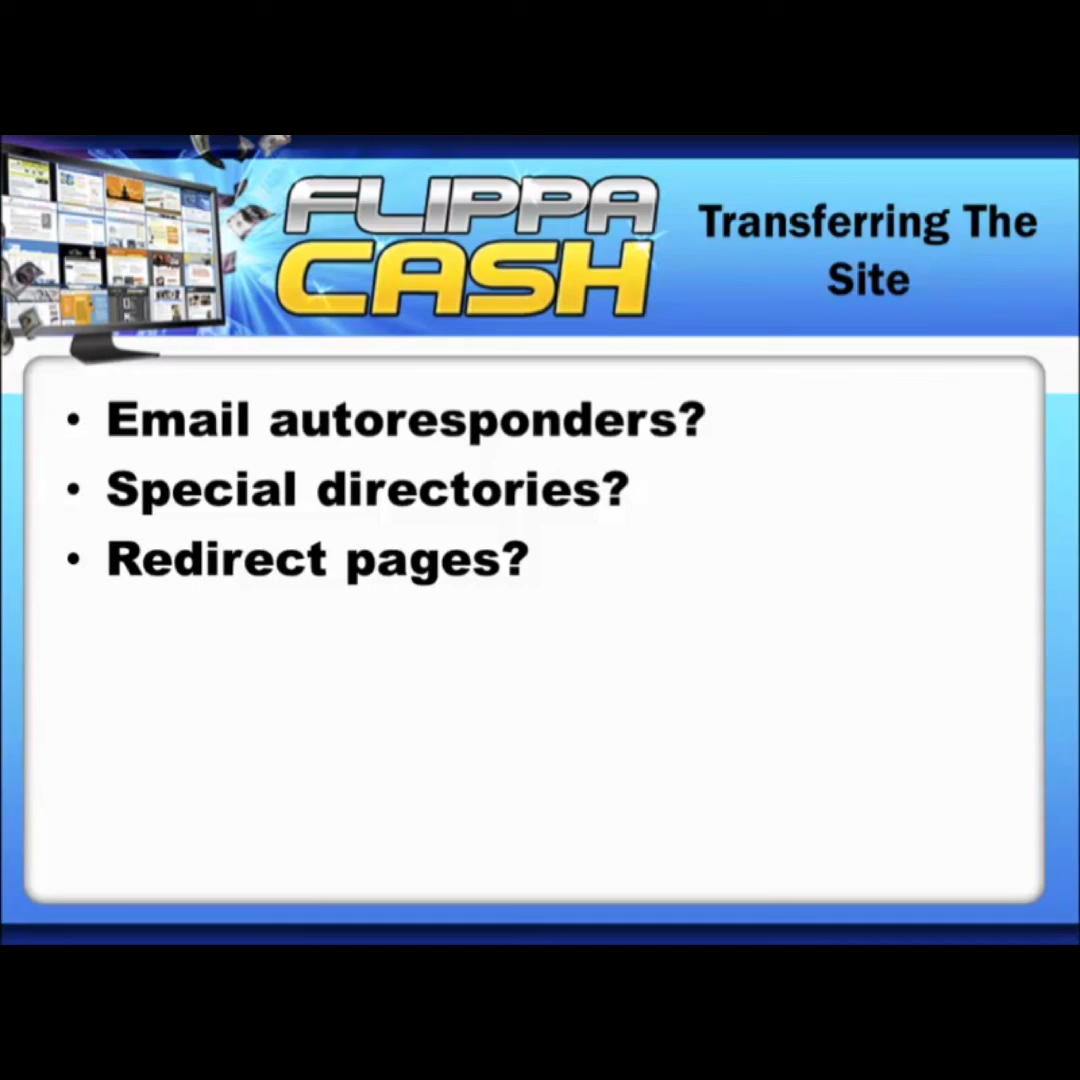 FLIPPA
CASH
Transferring The
Site
• Email autoresponders?
• Special directories?
• Redirect pages?